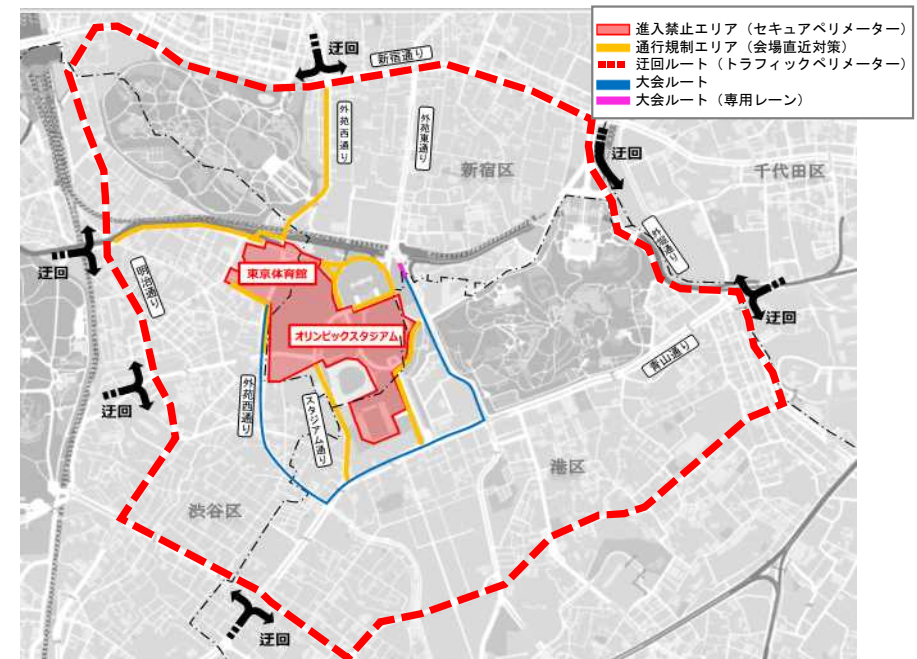 進入禁止エリア（セキュアペリメーター）
通行規制エリア（会場直近対策）
迂回ルート（トラフィックペリメーター）
大会ルート
大会ルート（専用レーン）
迂回
新宿通り
外苑西通り
外苑東通り
新宿区
迂回
千代田区
迂回
明治通り
東京体育館
外堀通り
迂回
オリンピックスタジアム
青山通り
迂回
外苑西通り
スタジアム通り
港区
渋谷区
迂回